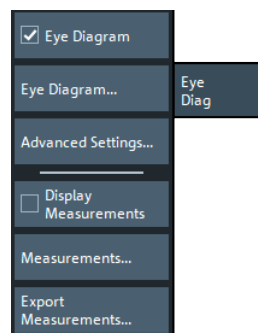 Eye Diagram
Eye Diagram...
Eye
Diag
Advanced Settings...
Display
Measurements
Measurements...
Export
Measurements...